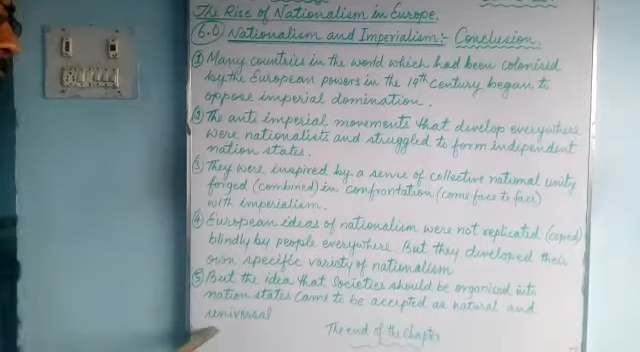 The Rise of Nationalism in Europe.
6.0 Nationalism and Imperialism:- Conclusion.
① Many countries in the world which had been colonised
by the European powers in the 19th century began to
oppose imperial domination.
② The anti imperial movements that develop everywhere
were nationalists and struggled to form independent
nation states.
③ They were inspired by a sense of collective national unity
forged (combined) in confrontation (come face to face)
with imperialism.
④ European ideas of nationalism were not replicated (copied)
blindly by people everywhere. But they developed their
own specific variety of nationalism
⑤ But the idea that societies should be organised into
nation states came to be accepted as natural and
universal
The end of the Chapter